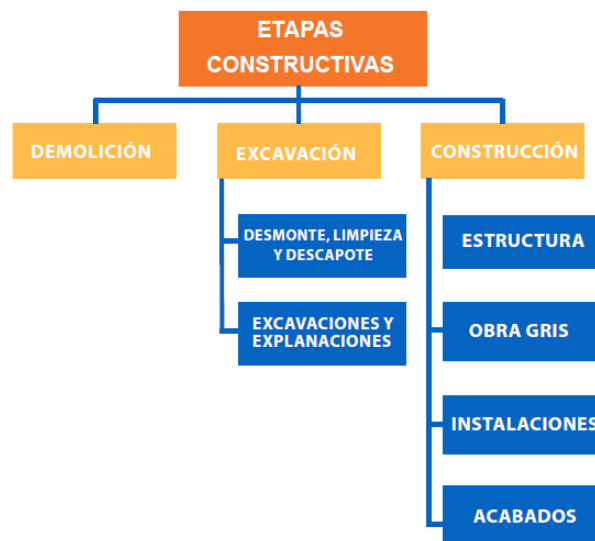 ETAPAS
CONSTRUCTIVAS
DEMOLICIÓN
EXCAVACIÓN
CONSTRUCCIÓN
DESMONTE, LIMPIEZA
Y DESCAPOTE
EXCAVACIONES Y
EXPLANACIONES
ESTRUCTURA
OBRA GRIS
INSTALACIONES
ACABADOS